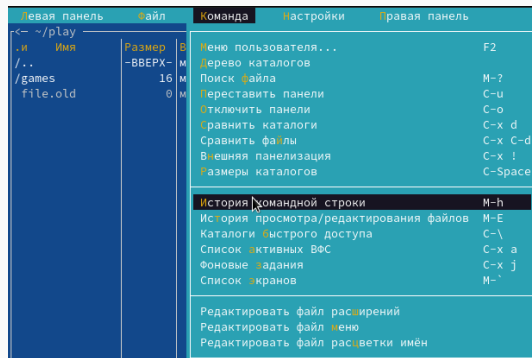 Левая панель Файл Команда Настройки Правая панель
<— ~/play
.и Имя Размер В
/.. -ВВЕРХ- м
/games 16 м
file.old 0 м
Меню пользователя... F2
Дерево каталогов
Поиск файла M-?
Переставить панели C-u
Отключить панели C-o
Сравнить каталоги C-x d
Сравнить файлы C-x C-d
Внешняя панелизация C-x !
Размеры каталогов C-Space
История командной строки M-h
История просмотра/редактирования файлов M-E
Каталоги быстрого доступа C-\
Список активных ВФС C-x a
Фоновые задания C-x j
Список экранов M-`
Редактировать файл расширений
Редактировать файл меню
Редактировать файл расцветки имён